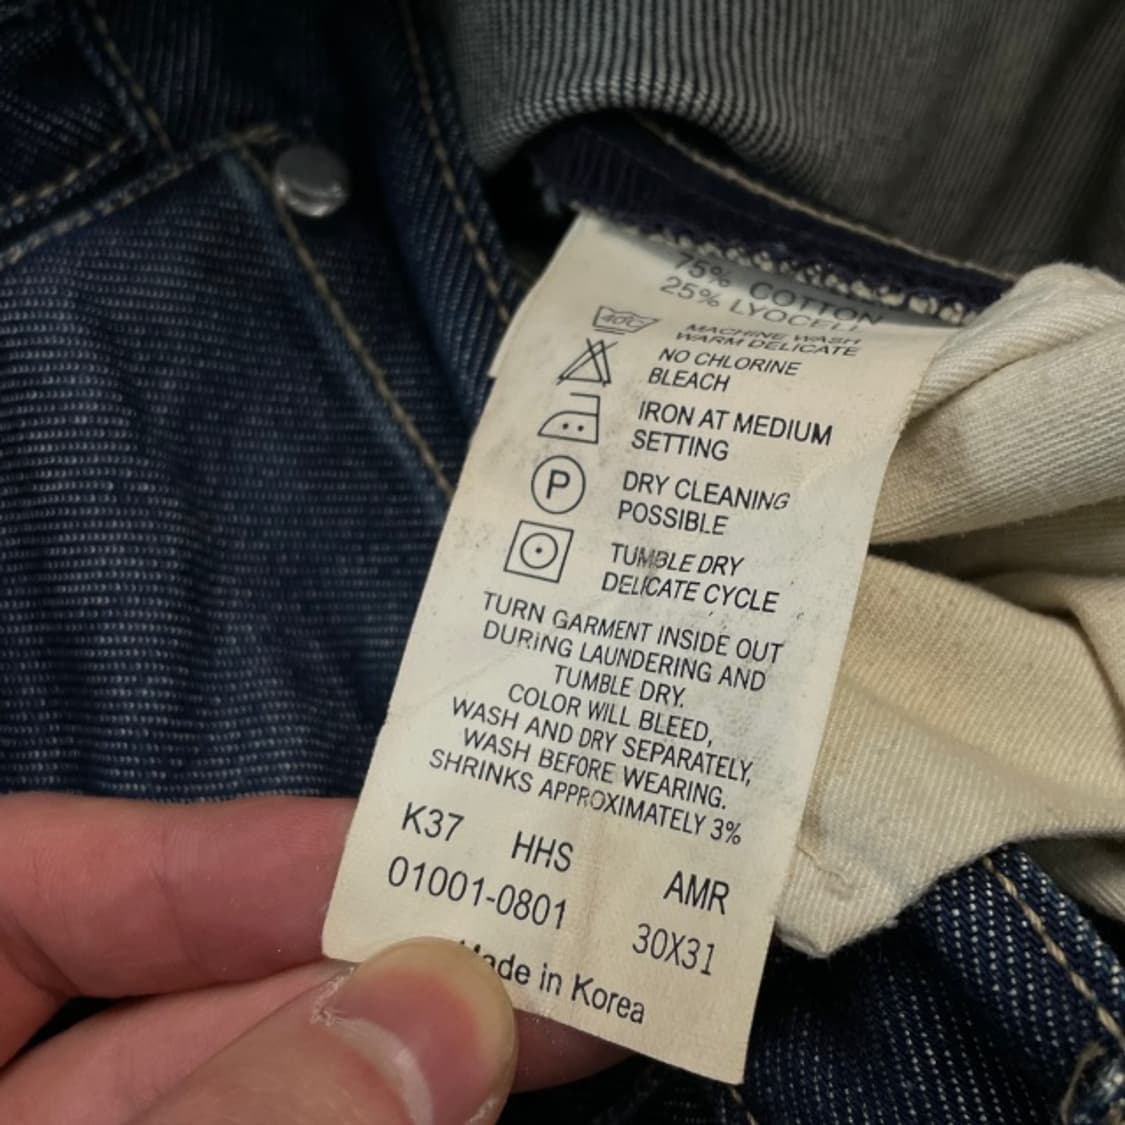 75% COTTON
25% LYOCELL
40C MACHINE WASH
WARM DELICATE
NO CHLORINE
BLEACH
IRON AT MEDIUM
SETTING
P DRY CLEANING
POSSIBLE
TUMBLE DRY
DELICATE CYCLE
TURN GARMENT INSIDE OUT
DURING LAUNDERING AND
TUMBLE DRY.
COLOR WILL BLEED,
WASH AND DRY SEPARATELY,
WASH BEFORE WEARING.
SHRINKS APPROXIMATELY 3%
K37 HHS AMR
01001-0801 30X31
Made in Korea